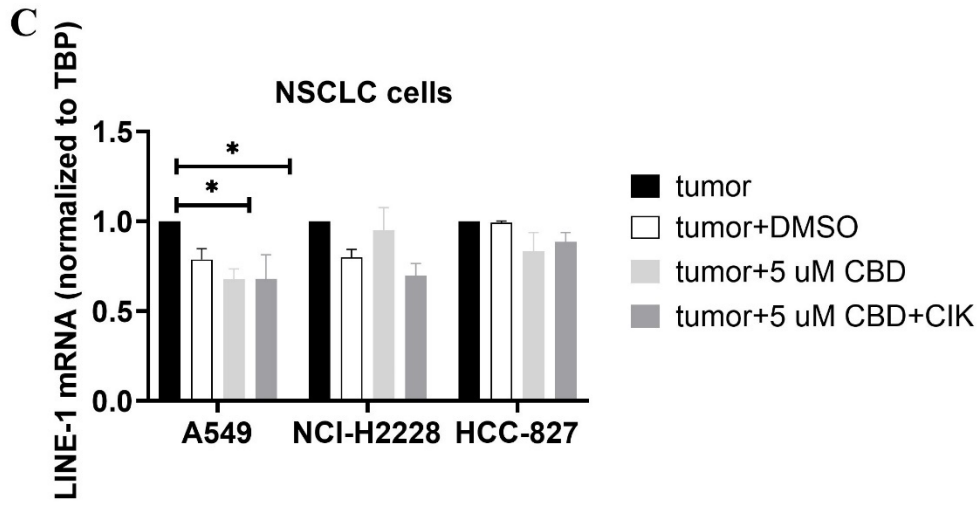 C
LINE-1 mRNA (normalized to TBP)
NSCLC cells
1.5
1.0
0.5
0.0
*
*
A549
NCI-H2228
HCC-827
tumor
tumor+DMSO
tumor+5 uM CBD
tumor+5 uM CBD+CIK